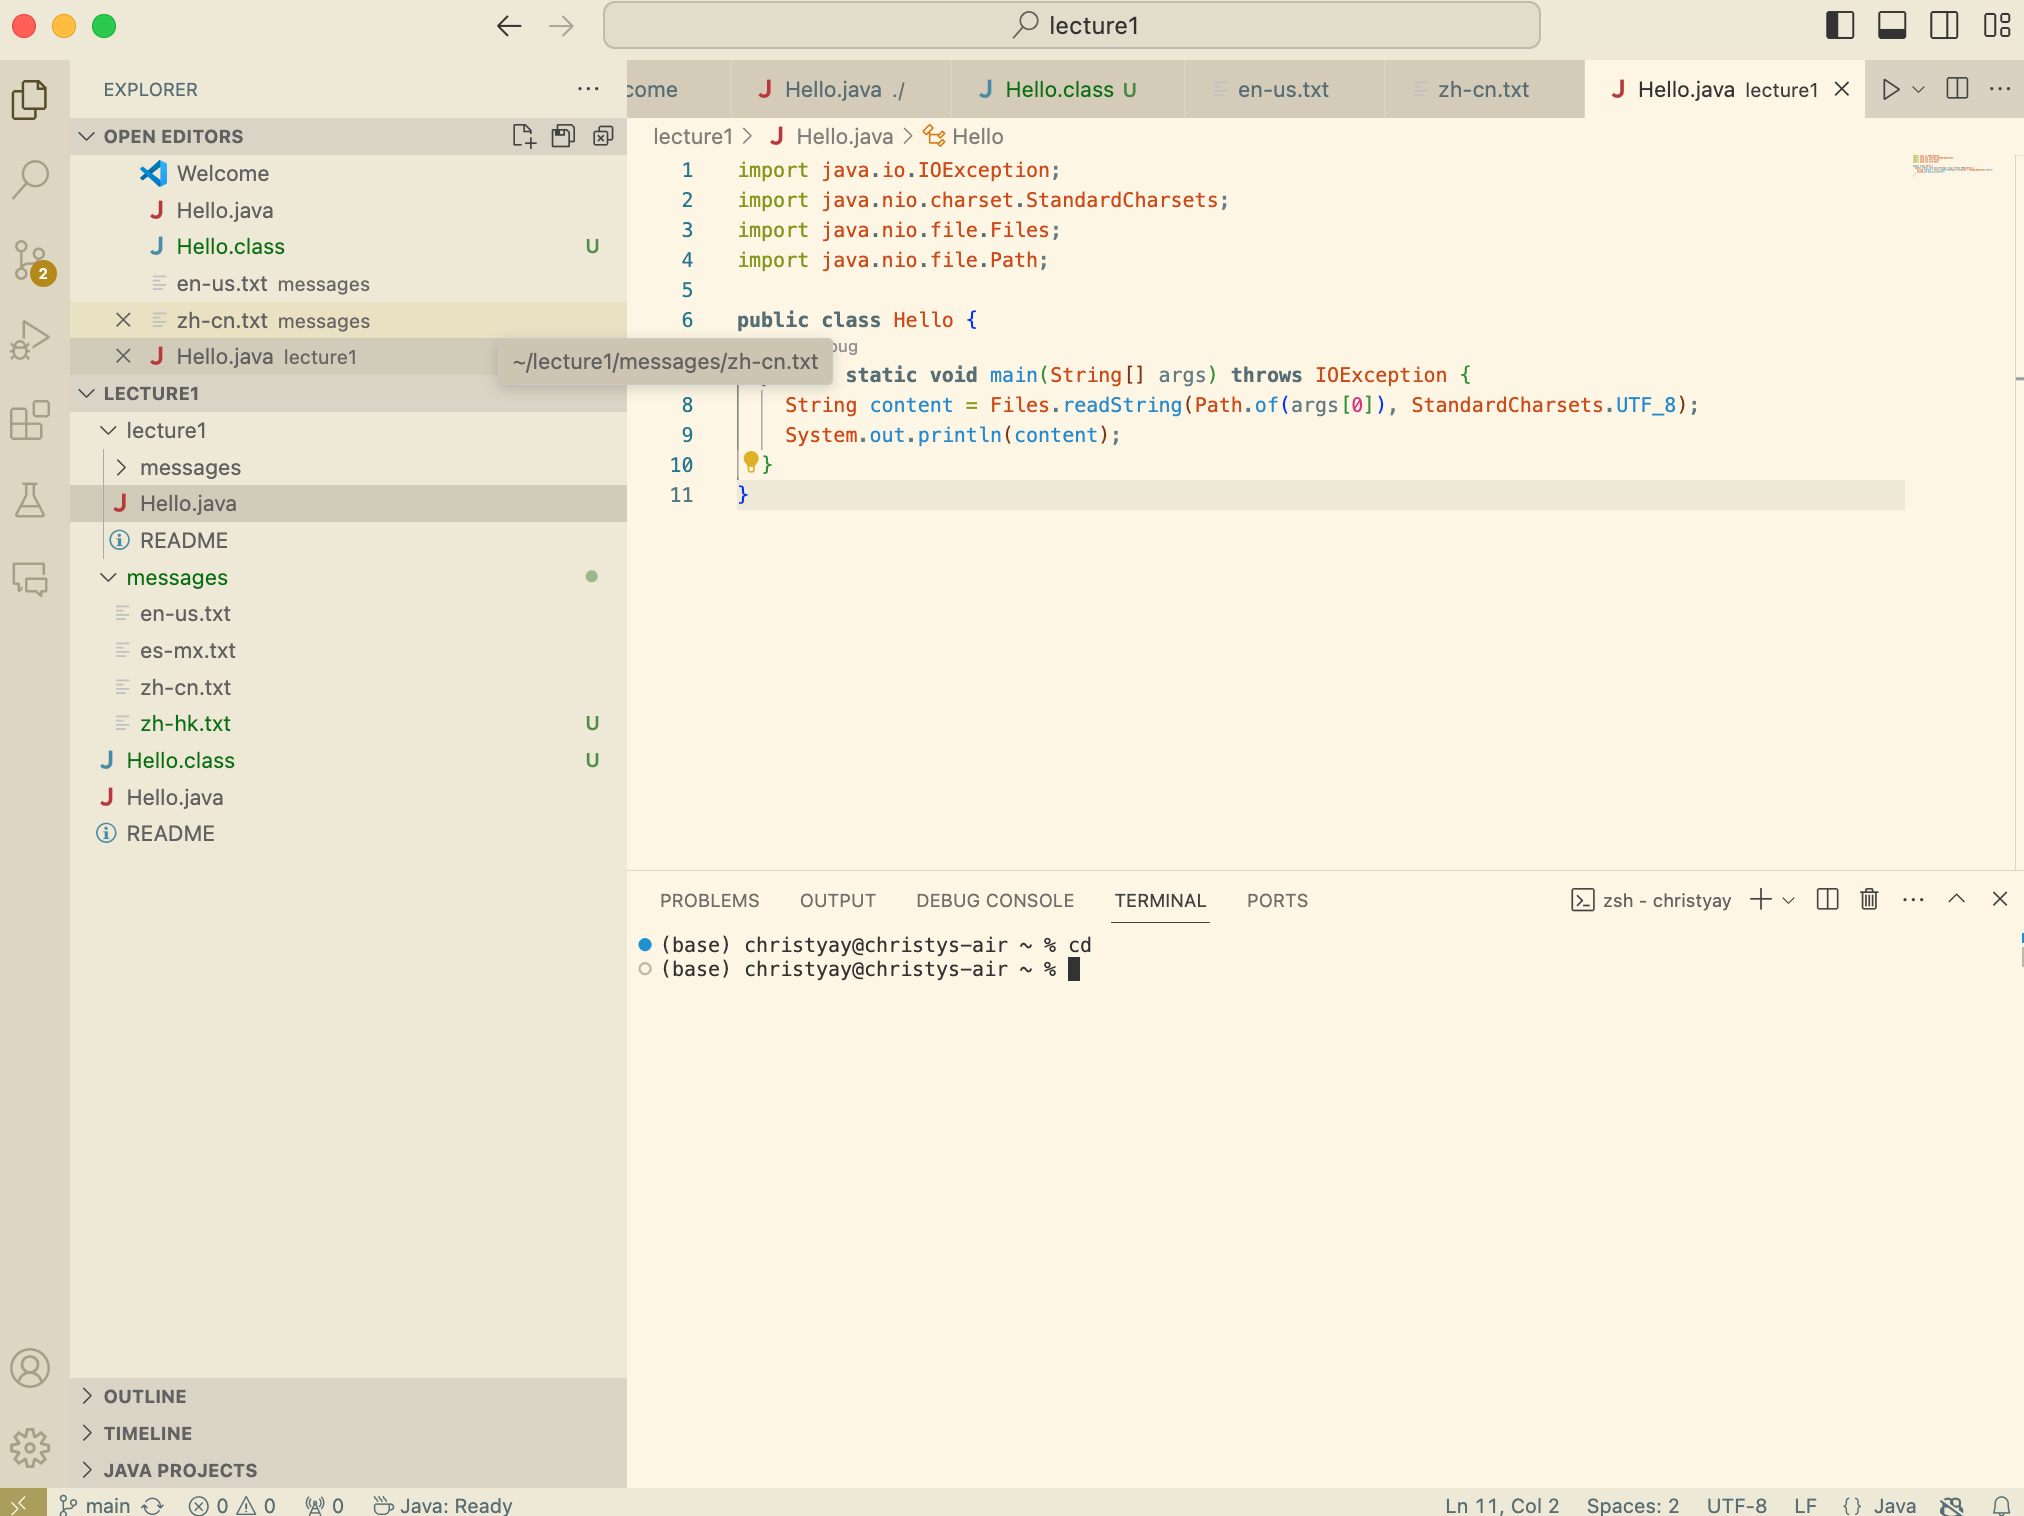 lecture1
EXPLORER
OPEN EDITORS
Welcome
Hello.java
Hello.class U
en-us.txt messages
zh-cn.txt messages
Hello.java lecture1
~/lecture1/messages/zh-cn.txt
LECTURE1
lecture1
messages
Hello.java
README
messages
en-us.txt
es-mx.txt
zh-cn.txt
zh-hk.txt U
Hello.class U
Hello.java
README
OUTLINE
TIMELINE
JAVA PROJECTS
2
come Hello.java ./ Hello.class U en-us.txt zh-cn.txt Hello.java lecture1
lecture1 > Hello.java > Hello
1 import java.io.IOException;
2 import java.nio.charset.StandardCharsets;
3 import java.nio.file.Files;
4 import java.nio.file.Path;
5
6 public class Hello {
bug
static void main(String[] args) throws IOException {
8 String content = Files.readString(Path.of(args[0]), StandardCharsets.UTF_8);
9 System.out.println(content);
10 }
11 }
PROBLEMS OUTPUT DEBUG CONSOLE TERMINAL PORTS zsh - christyay
(base) christyay@christys-air ~ % cd
(base) christyay@christys-air ~ %
main 0 0 0 Java: Ready Ln 11, Col 2 Spaces: 2 UTF-8 LF {} Java